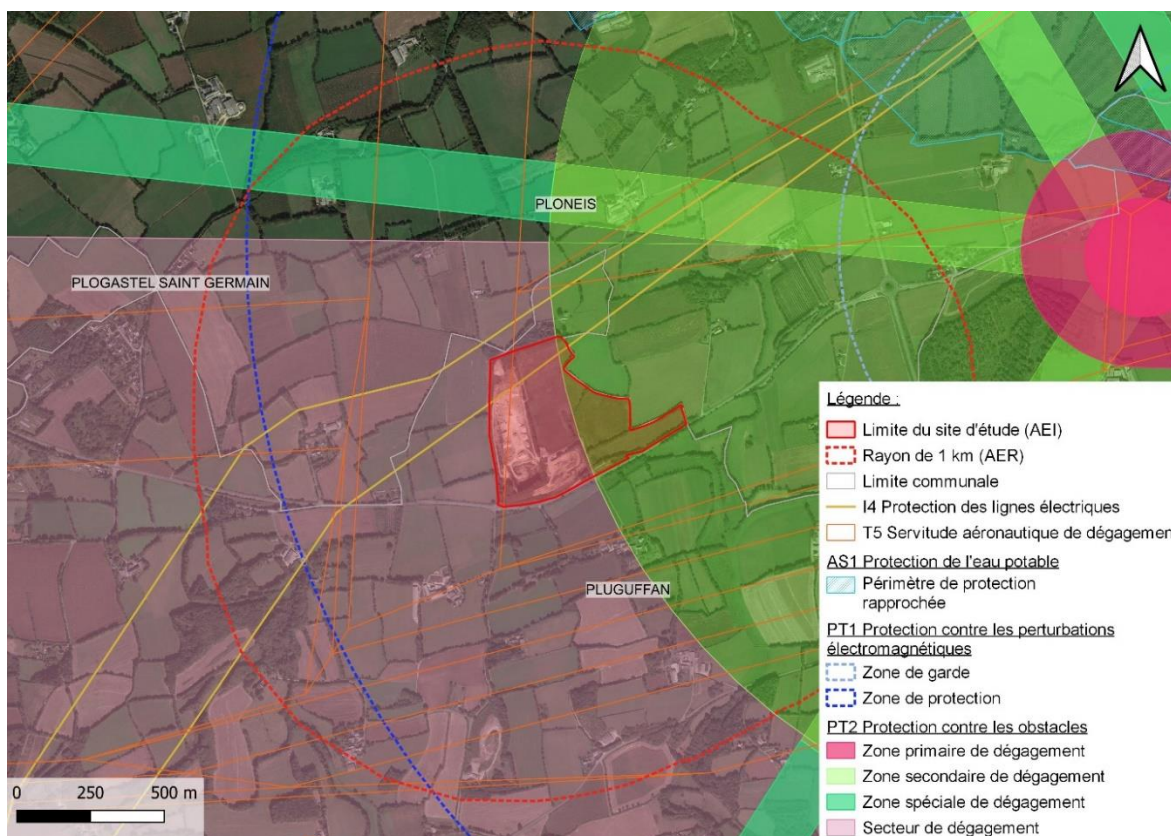 PLONEIS
PLOGASTEL SAINT GERMAIN
PLUGUFFAN
0 250 500 m
Légende :
Limite du site d'étude (AEI)
Rayon de 1 km (AER)
Limite communale
I4 Protection des lignes électriques
T5 Servitude aéronautique de dégagement
AS1 Protection de l'eau potable
Périmètre de protection
rapprochée
PT1 Protection contre les perturbations
électromagnétiques
Zone de garde
Zone de protection
PT2 Protection contre les obstacles
Zone primaire de dégagement
Zone secondaire de dégagement
Zone spéciale de dégagement
Secteur de dégagement